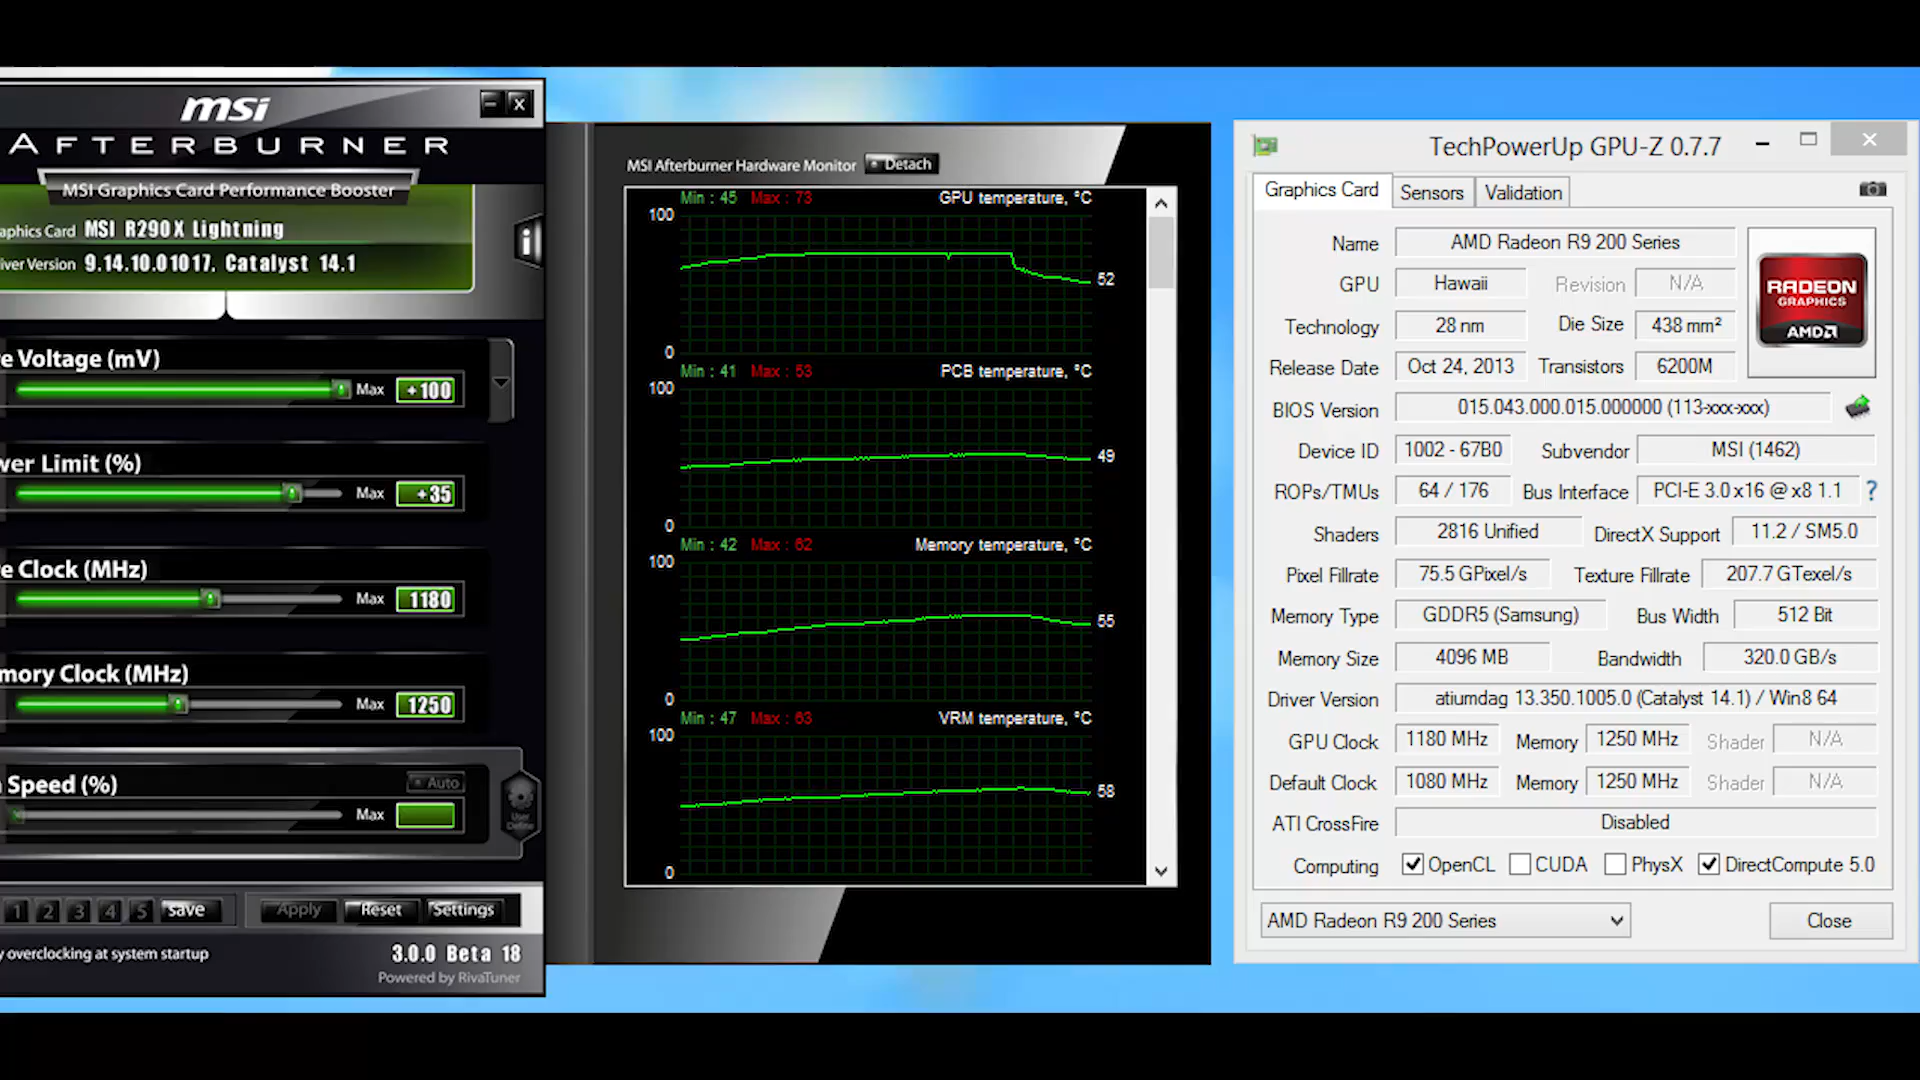 msi
AFTERBURNER
MSI Graphics Card Performance Booster
aphics Card MSI R290X Lightning
iver Version 9.14.10.01017, Catalyst 14.1
i
e Voltage (mV)
Max +100
wer Limit (%)
Max +35
e Clock (MHz)
Max 1180
mory Clock (MHz)
Max 1250
Speed (%)
Auto
Max
User Define
1 2 3 4 5 save
Apply Reset Settings
y overclocking at system startup
3.0.0 Beta 18
Powered by RivaTuner
MSI Afterburner Hardware Monitor Detach
Min : 45 Max : 73 GPU temperature, °C
100
52
0
Min : 41 Max : 53 PCB temperature, °C
100
49
0
Min : 42 Max : 62 Memory temperature, °C
100
55
0
Min : 47 Max : 63 VRM temperature, °C
100
58
0
TechPowerUp GPU-Z 0.7.7
Graphics Card Sensors Validation
Name AMD Radeon R9 200 Series
GPU Hawaii Revision N/A
Technology 28 nm Die Size 438 mm²
Release Date Oct 24, 2013 Transistors 6200M
RADEON
GRAPHICS
AMD
BIOS Version 015.043.000.015.000000 (113-xxx-xxx)
Device ID 1002 - 67B0 Subvendor MSI (1462)
ROPs/TMUs 64 / 176 Bus Interface PCI-E 3.0 x16 @ x8 1.1 ?
Shaders 2816 Unified DirectX Support 11.2 / SM5.0
Pixel Fillrate 75.5 GPixel/s Texture Fillrate 207.7 GTexel/s
Memory Type GDDR5 (Samsung) Bus Width 512 Bit
Memory Size 4096 MB Bandwidth 320.0 GB/s
Driver Version atiumdag 13.350.1005.0 (Catalyst 14.1) / Win8 64
GPU Clock 1180 MHz Memory 1250 MHz Shader N/A
Default Clock 1080 MHz Memory 1250 MHz Shader N/A
ATI CrossFire Disabled
Computing OpenCL CUDA PhysX DirectCompute 5.0
AMD Radeon R9 200 Series
Close